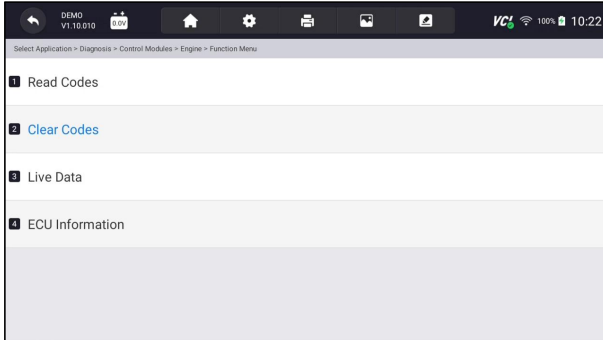 DEMO
V1.10.010
0.0V
VCI
100%
10:22
Select Application > Diagnosis > Control Modules > Engine > Function Menu
1 Read Codes
2 Clear Codes
3 Live Data
4 ECU Information